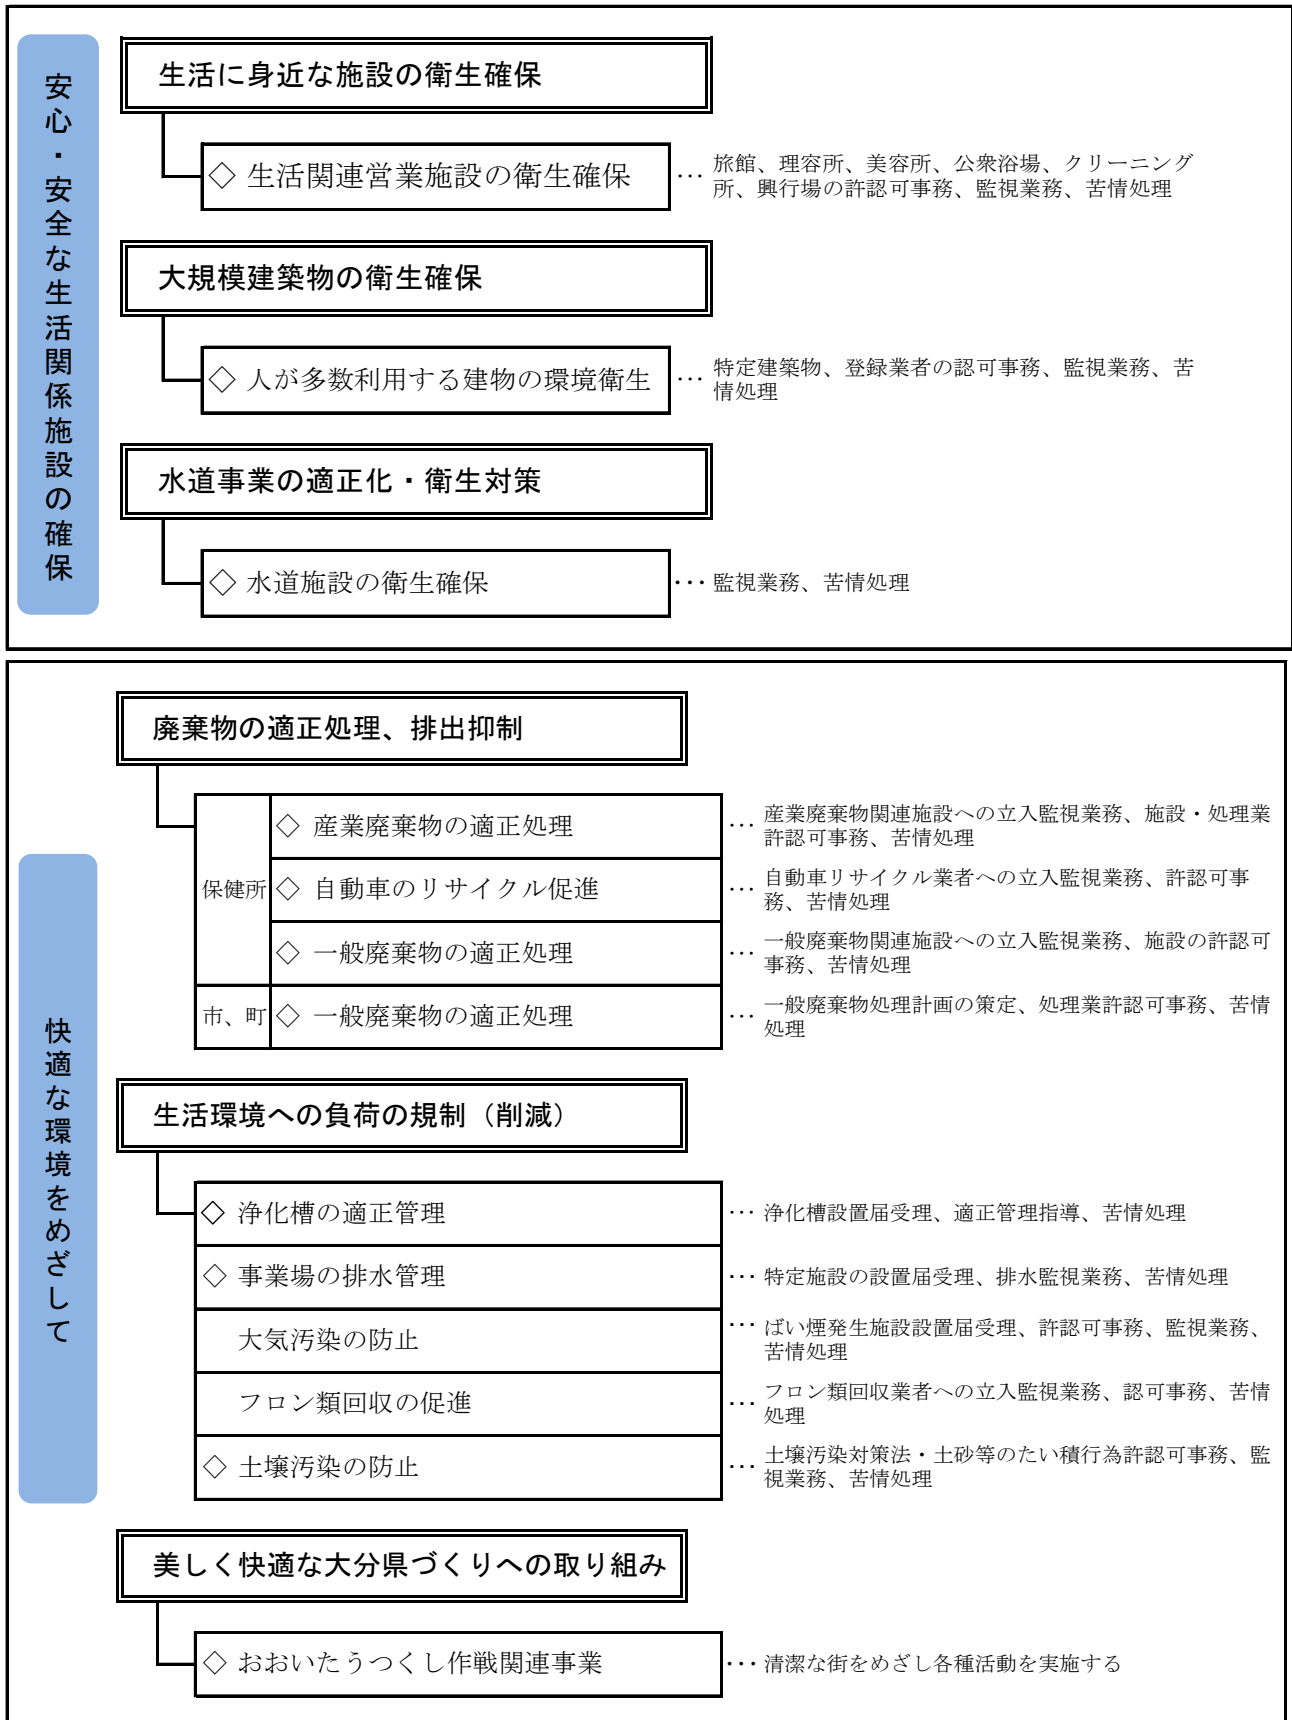 安心・安全な生活関係施設の確保
生活に身近な施設の衛生確保
◇ 生活関連営業施設の衛生確保
… 旅館、理容所、美容所、公衆浴場、クリーニング
所、興行場の許認可事務、監視業務、苦情処理
大規模建築物の衛生確保
◇ 人が多数利用する建物の環境衛生
… 特定建築物、登録業者の認可事務、監視業務、苦
情処理
水道事業の適正化・衛生対策
◇ 水道施設の衛生確保
… 監視業務、苦情処理
快適な環境をめざして
廃棄物の適正処理、排出抑制
保健所
◇ 産業廃棄物の適正処理
… 産業廃棄物関連施設への立入監視業務、施設・処理業
許認可事務、苦情処理
◇ 自動車のリサイクル促進
… 自動車リサイクル業者への立入監視業務、許認可事
務、苦情処理
◇ 一般廃棄物の適正処理
… 一般廃棄物関連施設への立入監視業務、施設の許認可
事務、苦情処理
市、町
◇ 一般廃棄物の適正処理
… 一般廃棄物処理計画の策定、処理業許認可事務、苦情
処理
生活環境への負荷の規制（削減）
◇ 浄化槽の適正管理
… 浄化槽設置届受理、適正管理指導、苦情処理
◇ 事業場の排水管理
… 特定施設の設置届受理、排水監視業務、苦情処理
大気汚染の防止
… ばい煙発生施設設置届受理、許認可事務、監視業務、
苦情処理
フロン類回収の促進
… フロン類回収業者への立入監視業務、認可事務、苦情
処理
◇ 土壌汚染の防止
… 土壌汚染対策法・土砂等のたい積行為許認可事務、監
視業務、苦情処理
美しく快適な大分県づくりへの取り組み
◇ おおいたうつくし作戦関連事業
… 清潔な街をめざし各種活動を実施する